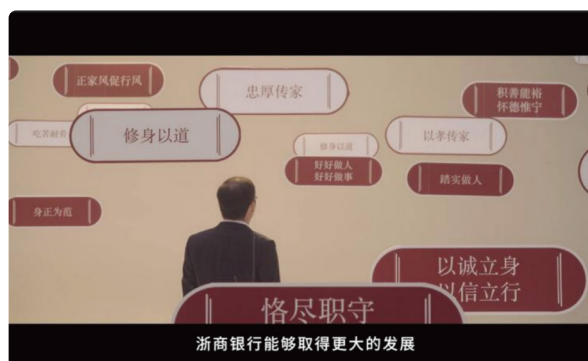 正家风促行风
忠厚传家
积善能裕
怀德惟宁
吃苦耐劳
修身以道
修身以道
以孝传家
好好做人
好好做事
踏实做人
身正为范
以诚立身
以信立行
恪尽职守
浙商银行能够取得更大的发展